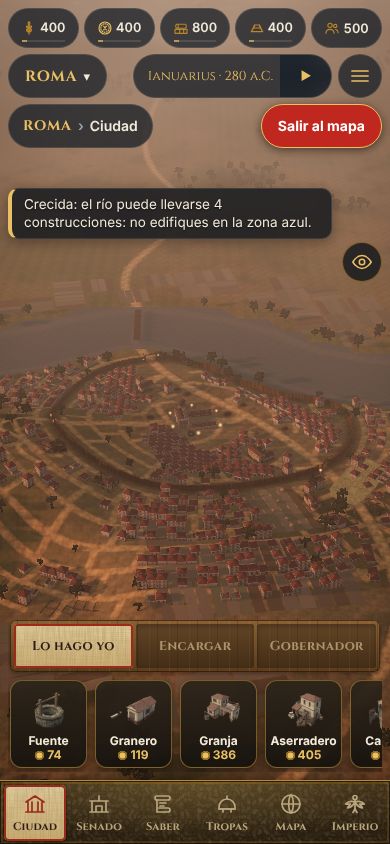 400
400
800
400
500
ROMA ▾
Ianuarius · 280 a.C.
ROMA › Ciudad
Salir al mapa
Crecida: el río puede llevarse 4
construcciones: no edifiques en la zona azul.
Lo hago yo
Encargar
Gobernador
Fuente
74
Granero
119
Granja
386
Aserradero
405
Ca
Ciudad
Senado
Saber
Tropas
Mapa
Imperio